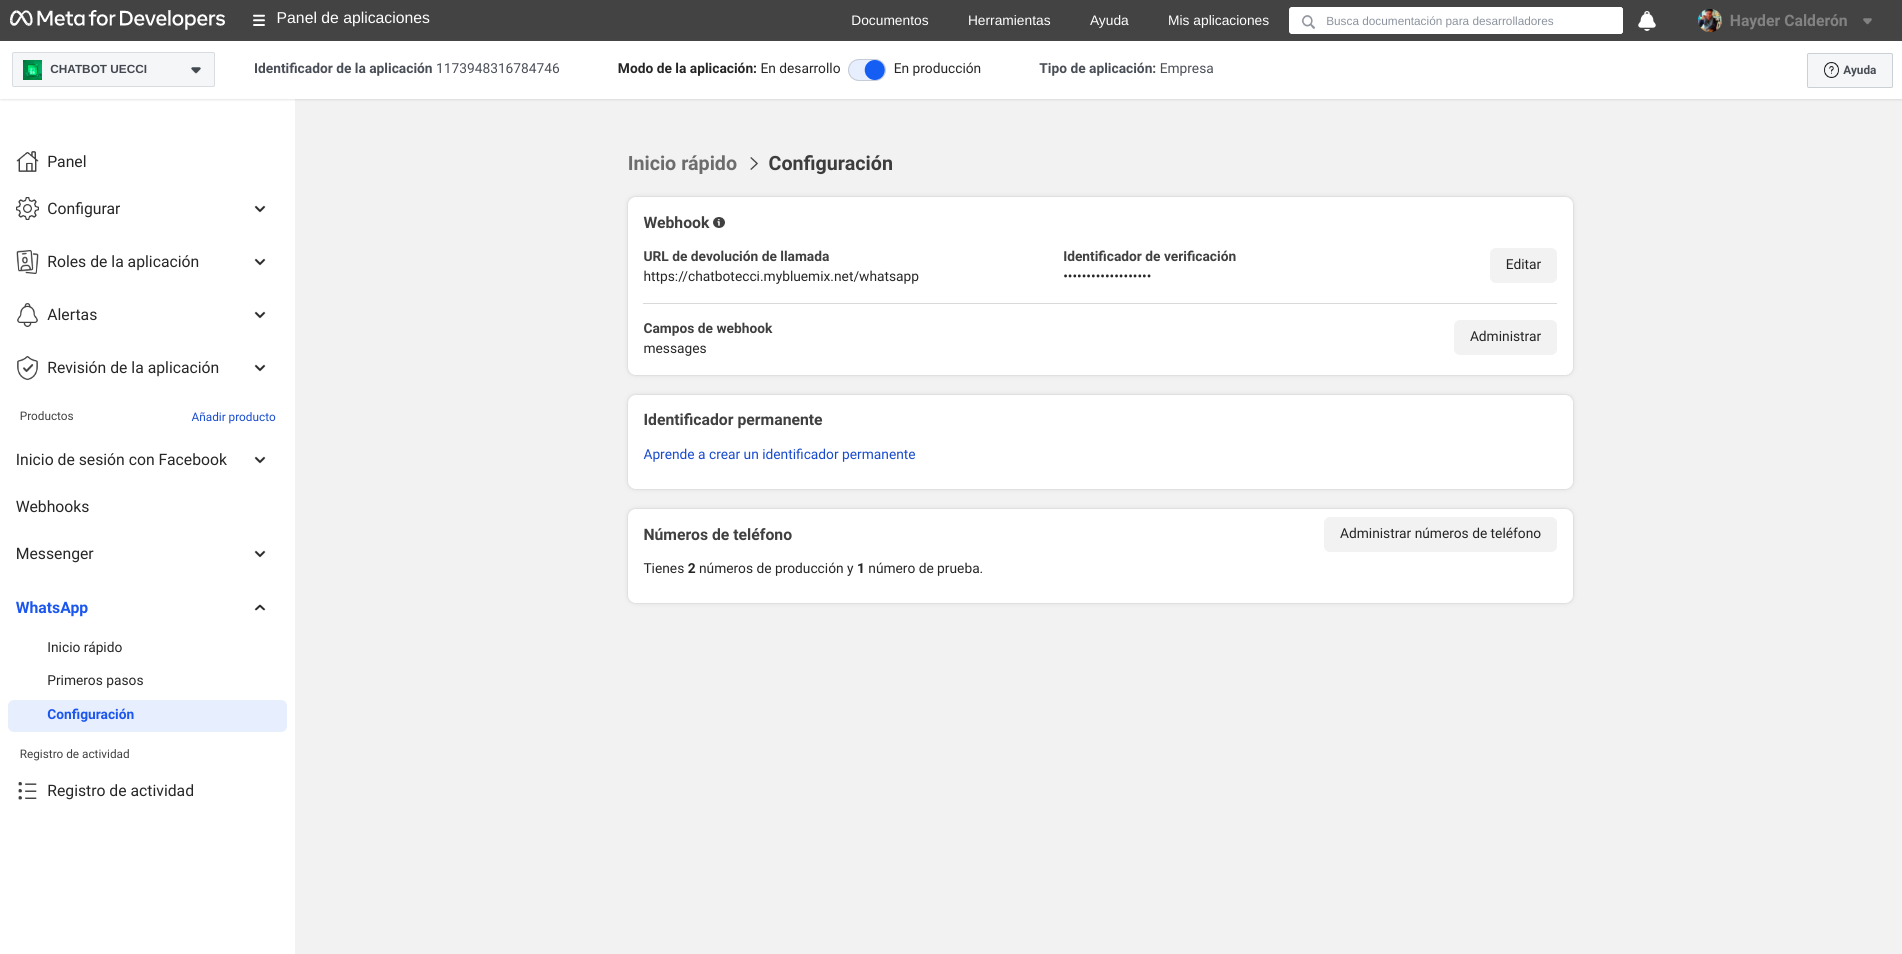 Meta for Developers
Panel de aplicaciones
Documentos
Herramientas
Ayuda
Mis aplicaciones
Busca documentación para desarrolladores
Hayder Calderón
CHATBOT UECCI
Identificador de la aplicación 1173948316784746
Modo de la aplicación: En desarrollo
En producción
Tipo de aplicación: Empresa
Ayuda
Panel
Configurar
Roles de la aplicación
Alertas
Revisión de la aplicación
Productos
Añadir producto
Inicio de sesión con Facebook
Webhooks
Messenger
WhatsApp
Inicio rápido
Primeros pasos
Configuración
Registro de actividad
Registro de actividad
Inicio rápido > Configuración
Webhook
URL de devolución de llamada
https://chatbotecci.mybluemix.net/whatsapp
Identificador de verificación
•••••••••••••••••••
Editar
Campos de webhook
messages
Administrar
Identificador permanente
Aprende a crear un identificador permanente
Números de teléfono
Administrar números de teléfono
Tienes 2 números de producción y 1 número de prueba.